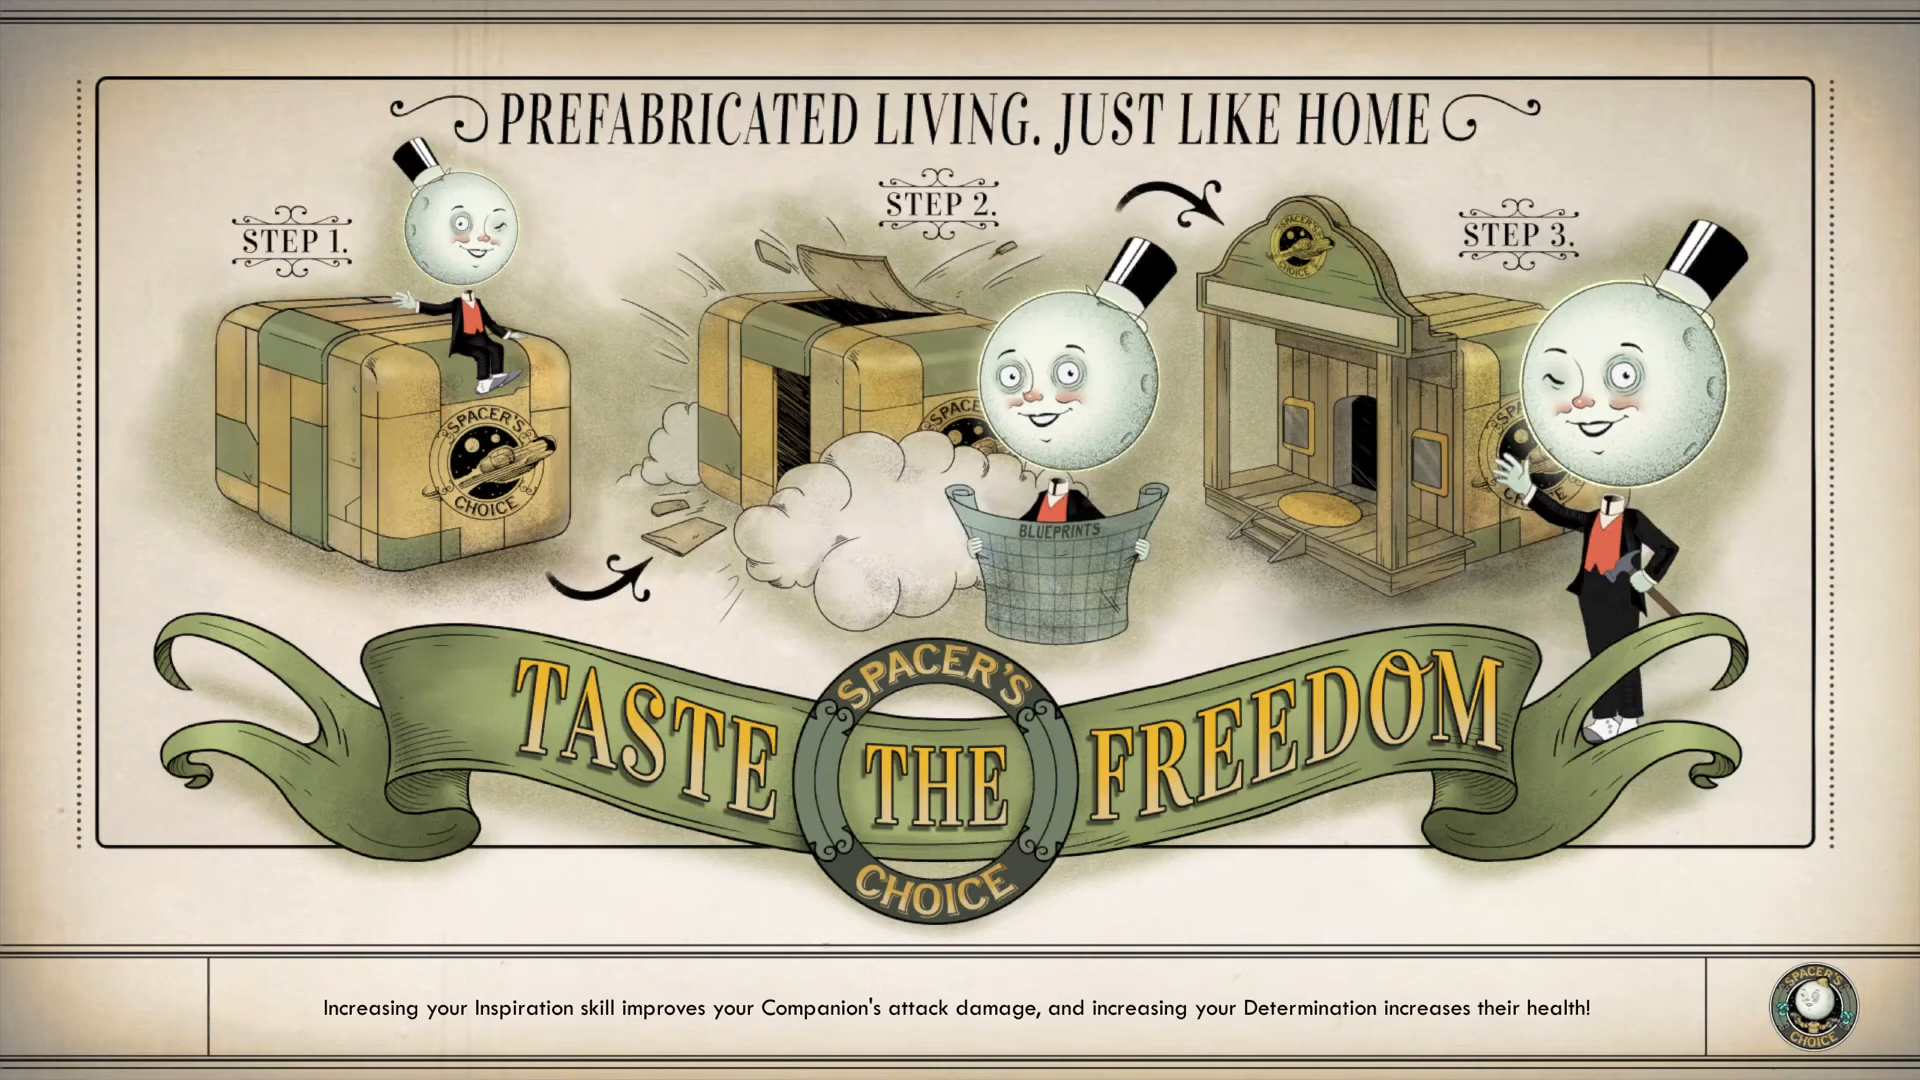 PREFABRICATED LIVING. JUST LIKE HOME
STEP 1.
STEP 2.
STEP 3.
SPACER'S
CHOICE
SPACE
SPACER'S
CHOICE
BLUEPRINTS
SPACER'S
TASTE THE FREEDOM
CHOICE
Increasing your Inspiration skill improves your Companion's attack damage, and increasing your Determination increases their health!
SPACER'S
CHOICE